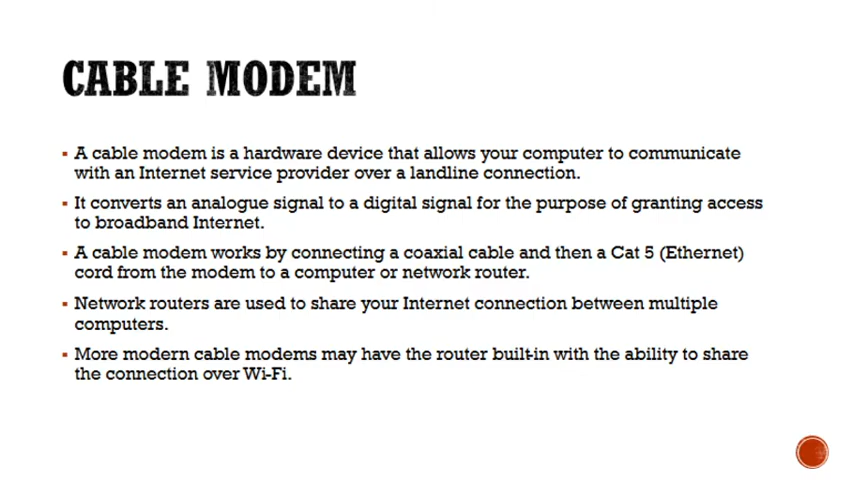 CABLE MODEM
▪ A cable modem is a hardware device that allows your computer to communicate
with an Internet service provider over a landline connection.
▪ It converts an analogue signal to a digital signal for the purpose of granting access
to broadband Internet.
▪ A cable modem works by connecting a coaxial cable and then a Cat 5 (Ethernet)
cord from the modem to a computer or network router.
▪ Network routers are used to share your Internet connection between multiple
computers.
▪ More modern cable modems may have the router built-in with the ability to share
the connection over Wi-Fi.